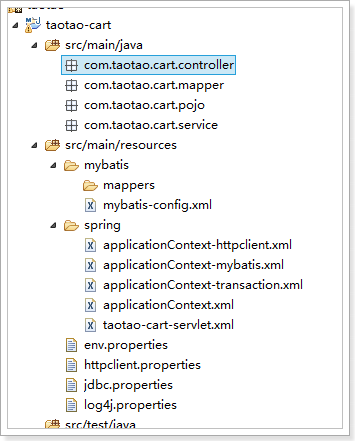 taotao-cart
src/main/java
com.taotao.cart.controller
com.taotao.cart.mapper
com.taotao.cart.pojo
com.taotao.cart.service
src/main/resources
mybatis
mappers
mybatis-config.xml
spring
applicationContext-httpclient.xml
applicationContext-mybatis.xml
applicationContext-transaction.xml
applicationContext.xml
taotao-cart-servlet.xml
env.properties
httpclient.properties
jdbc.properties
log4j.properties
src/test/java